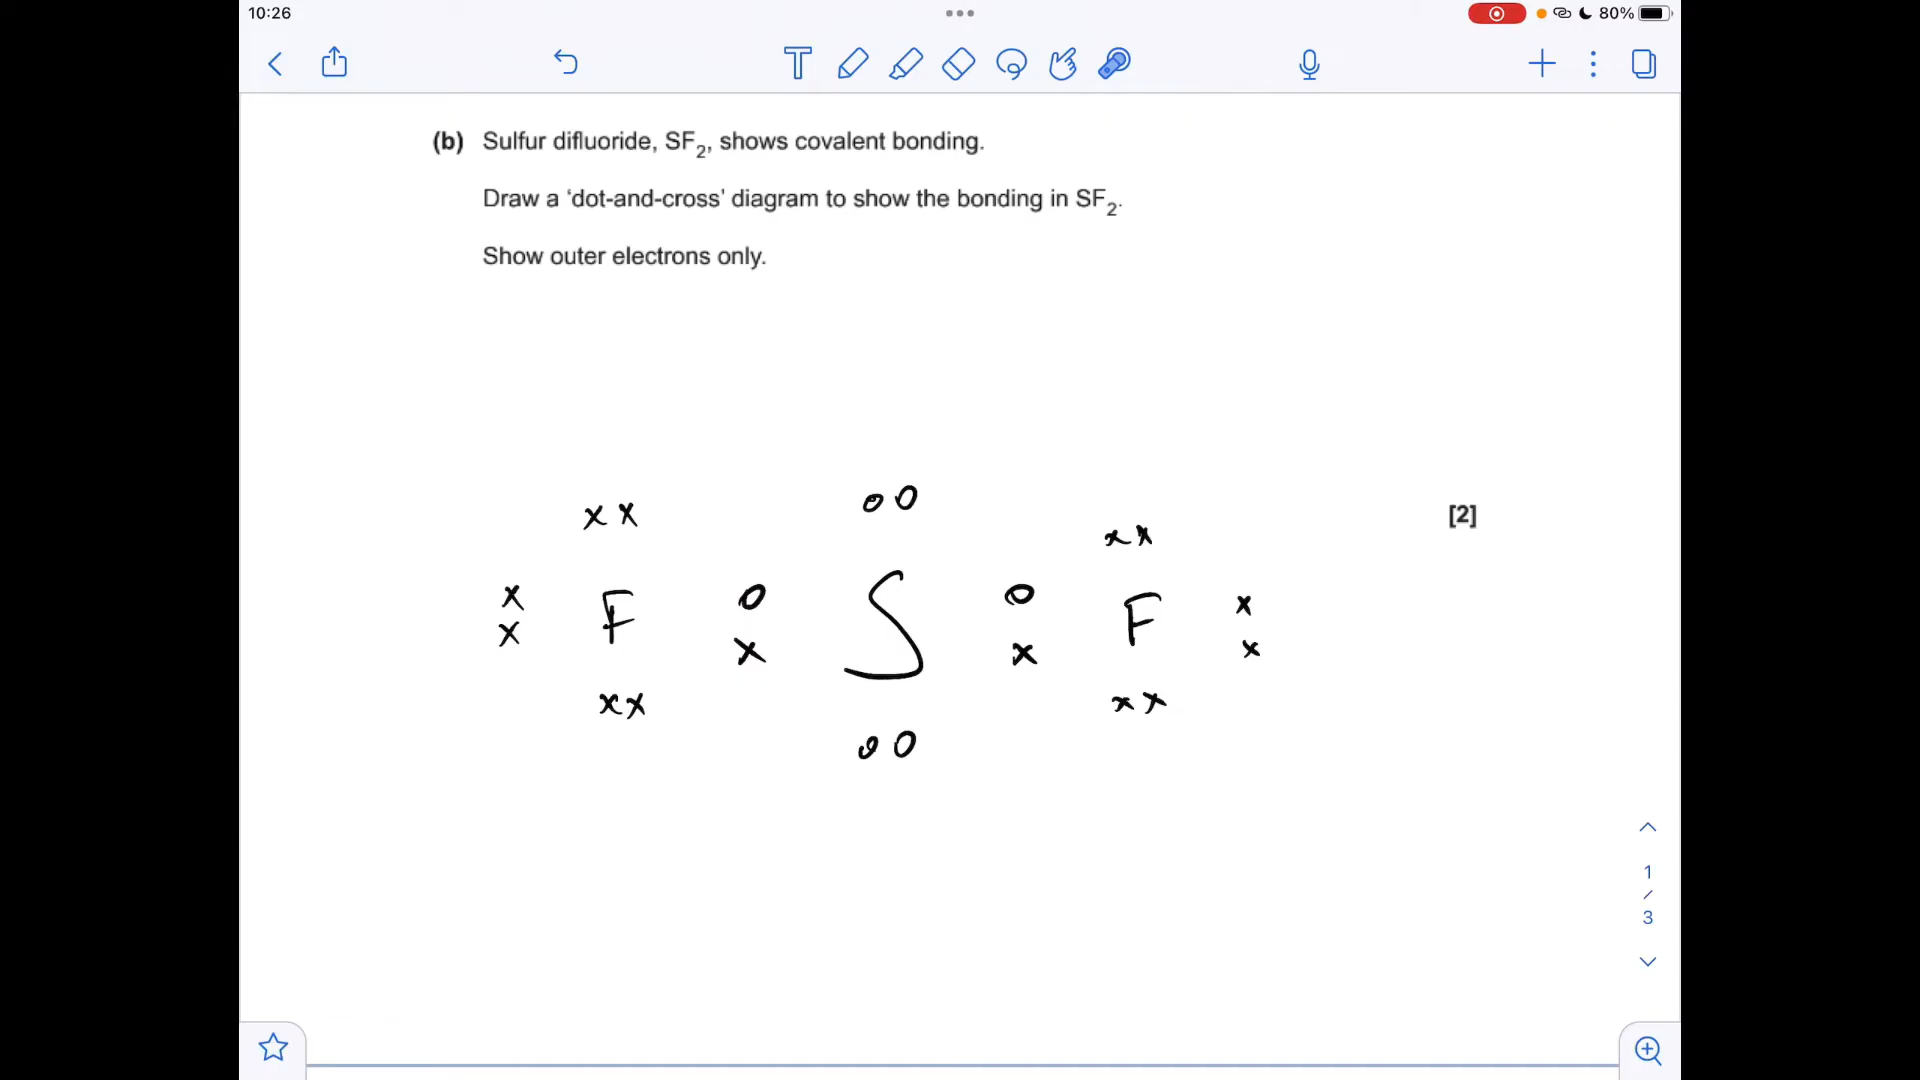 10:26
80%
T
(b) Sulfur difluoride, SF₂, shows covalent bonding.
Draw a ‘dot-and-cross’ diagram to show the bonding in SF₂.
Show outer electrons only.
[2]
x x o o x x
x F o S o F x
x x x x
x x o o x x
1
/
3